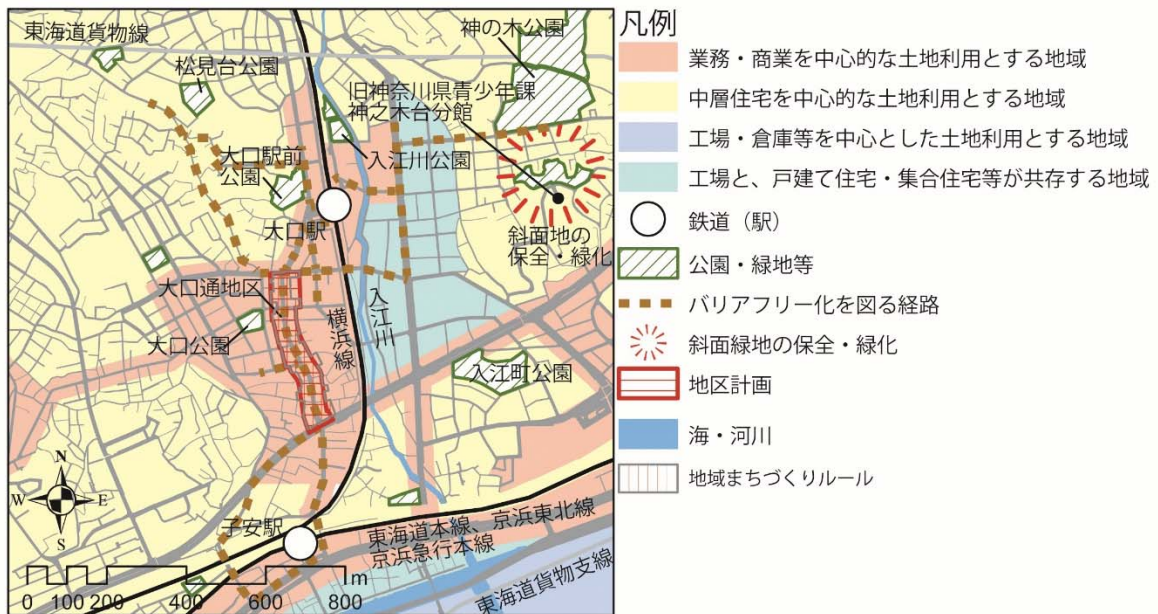 東海道貨物線
松見台公園
神の木公園
旧神奈川県青少年課
神之木台分館
大口駅前
公園
入江川公園
大口駅
斜面地の
保全・緑化
大口通地区
大口公園
横浜線
入江川
入江町公園
N
W
E
S
子安駅
東海道本線、京浜東北線
京浜急行本線
東海道貨物支線
m
0 100 200 400 600 800
凡例
業務・商業を中心的な土地利用とする地域
中層住宅を中心的な土地利用とする地域
工場・倉庫等を中心とした土地利用とする地域
工場と、戸建て住宅・集合住宅等が共存する地域
鉄道（駅）
公園・緑地等
バリアフリー化を図る経路
斜面緑地の保全・緑化
地区計画
海・河川
地域まちづくりルール